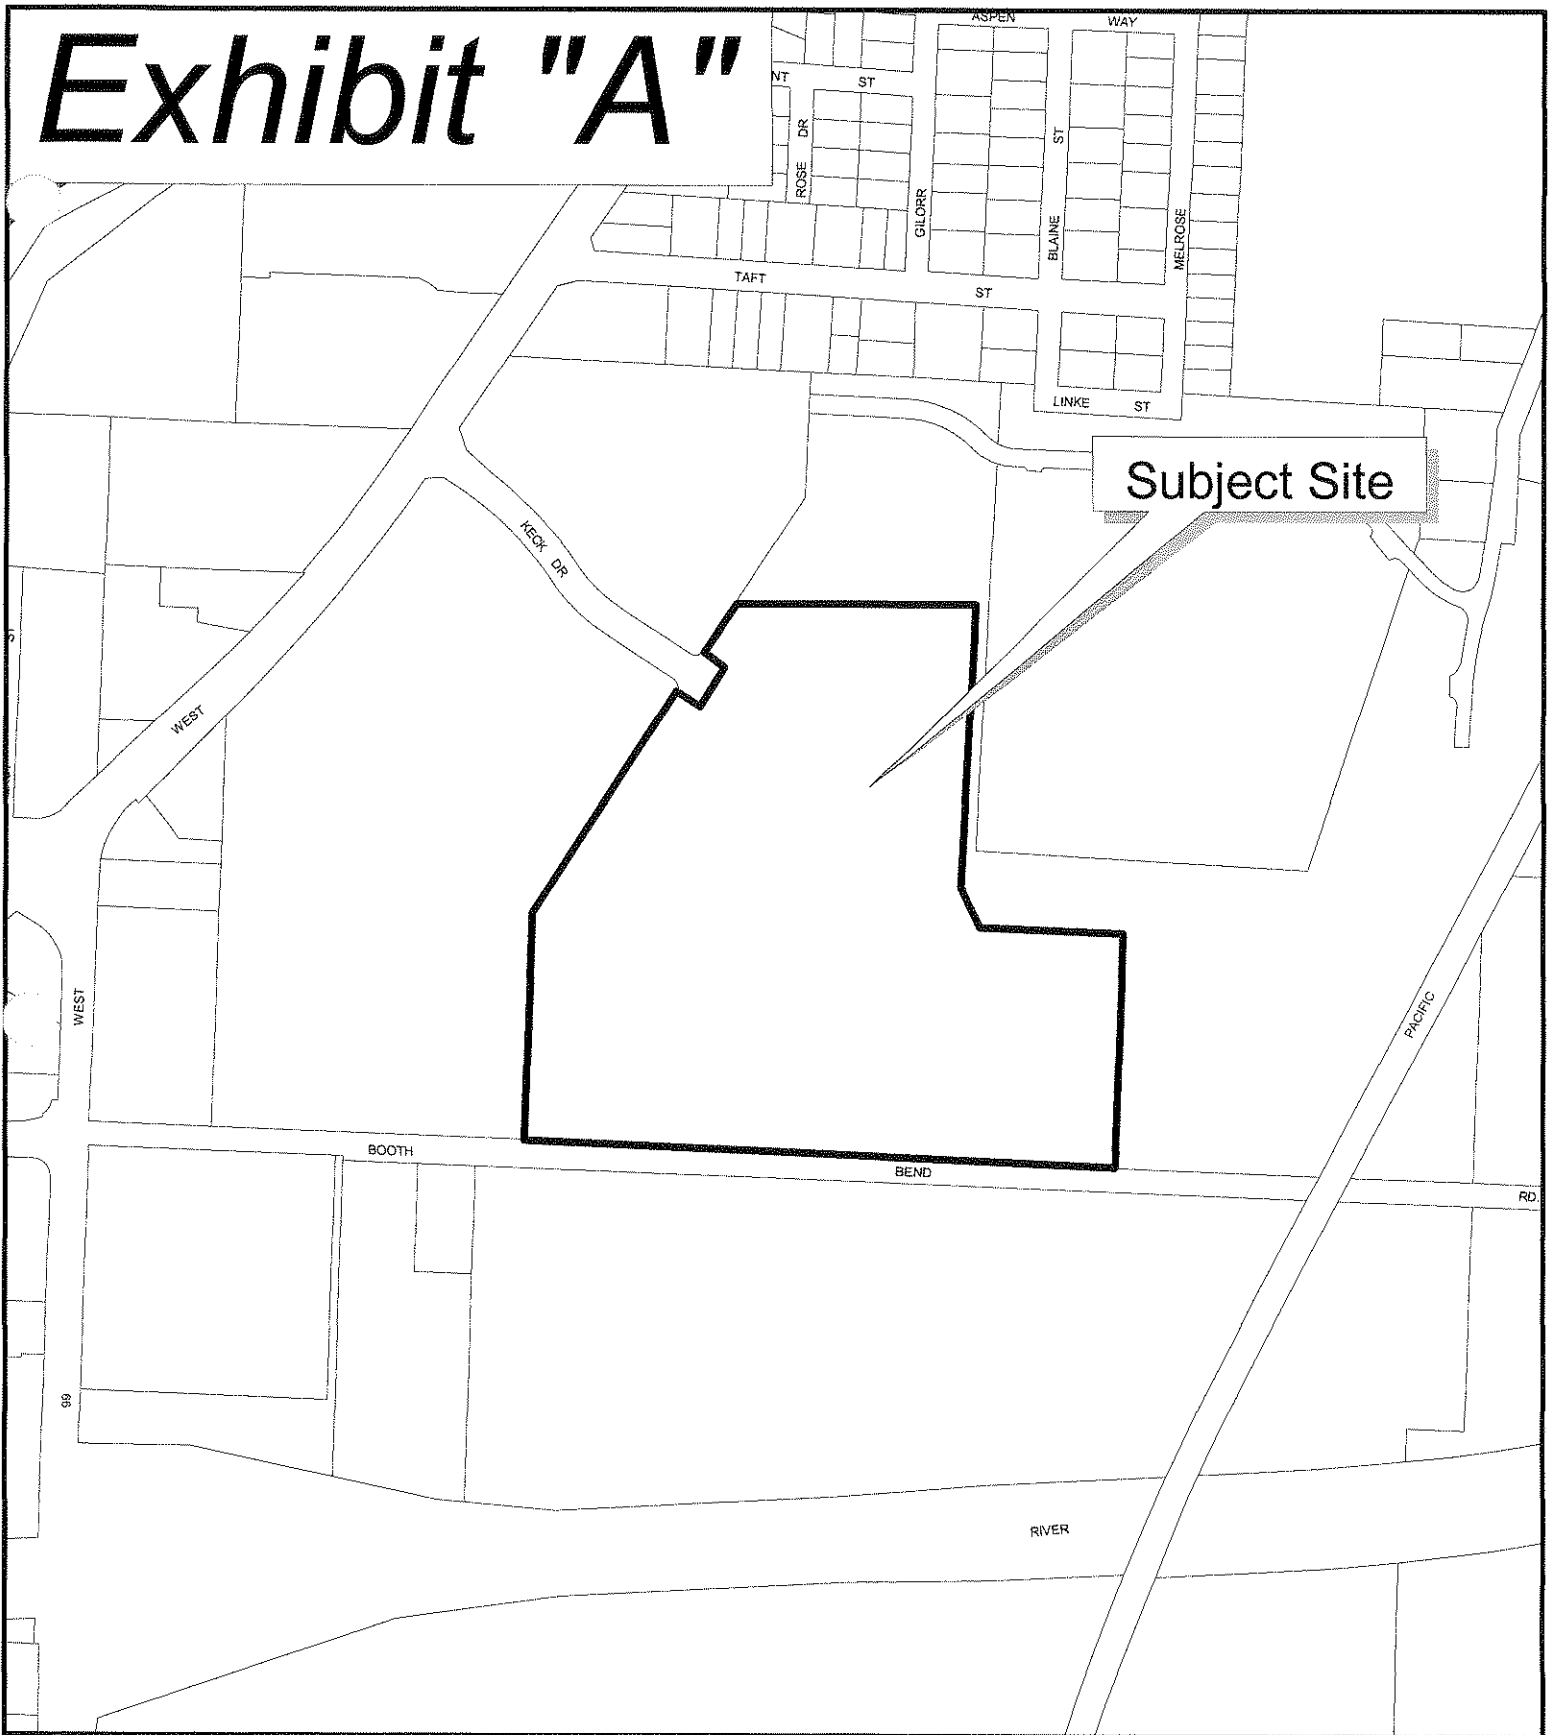 Exhibit "A"
ASPEN WAY
NT ST
ROSE DR
GILORR
BLAINE ST
MELROSE
TAFT ST
LINKE ST
Subject Site
KECK DR
ST
WEST
WEST
PACIFIC
BOOTH BEND RD.
99
RIVER